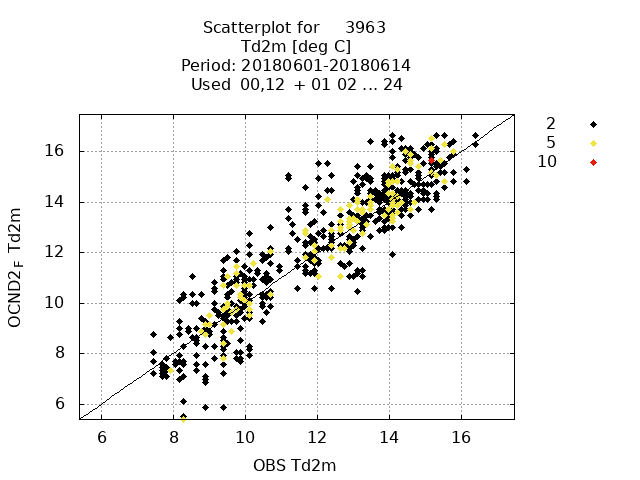 Scatterplot for 3963
Td2m [deg C]
Period: 20180601-20180614
Used 00,12 + 01 02 ... 24
2
5
10
16
14
12
10
8
6
OCND2_F Td2m
6 8 10 12 14 16
OBS Td2m